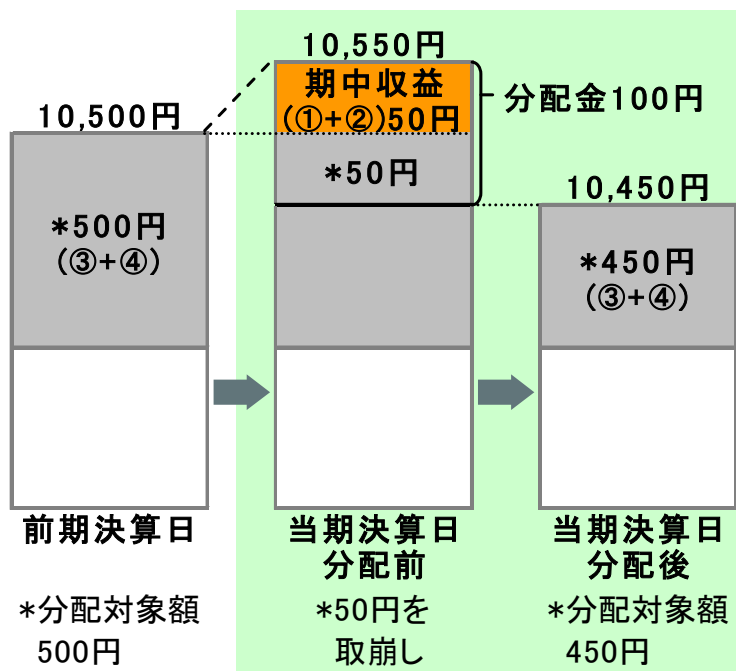 10,550円
期中収益
(①+②)50円
分配金100円
10,500円
*50円
10,450円
*500円
(③+④)
*450円
(③+④)
前期決算日
当期決算日
分配前
当期決算日
分配後
*分配対象額
500円
*50円を
取崩し
*分配対象額
450円